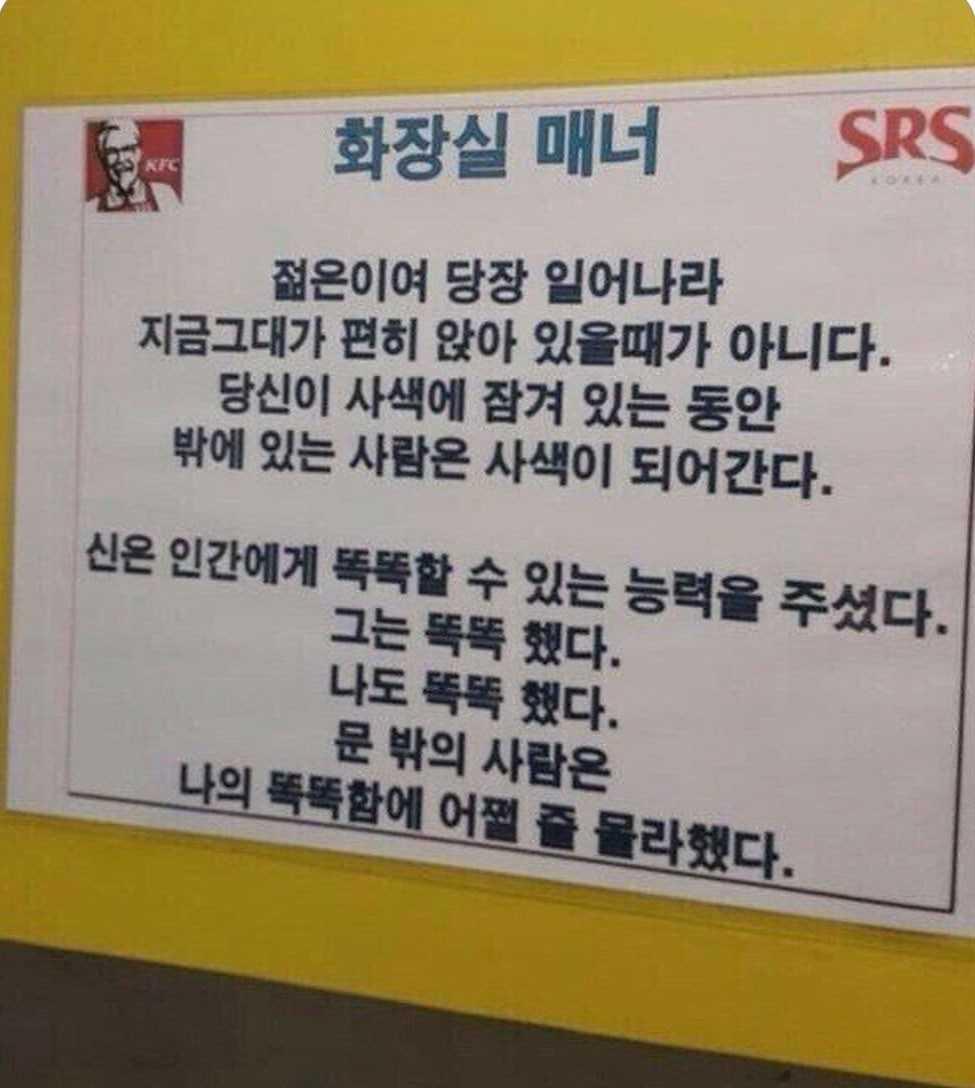 KFC
화장실 매너
SRS
KOREA
젊은이여 당장 일어나라
지금그대가 편히 앉아 있을때가 아니다.
당신이 사색에 잠겨 있는 동안
밖에 있는 사람은 사색이 되어간다.
신은 인간에게 똑똑할 수 있는 능력을 주셨다.
그는 똑똑 했다.
나도 똑똑 했다.
문 밖의 사람은
나의 똑똑함에 어쩔 줄 몰라했다.